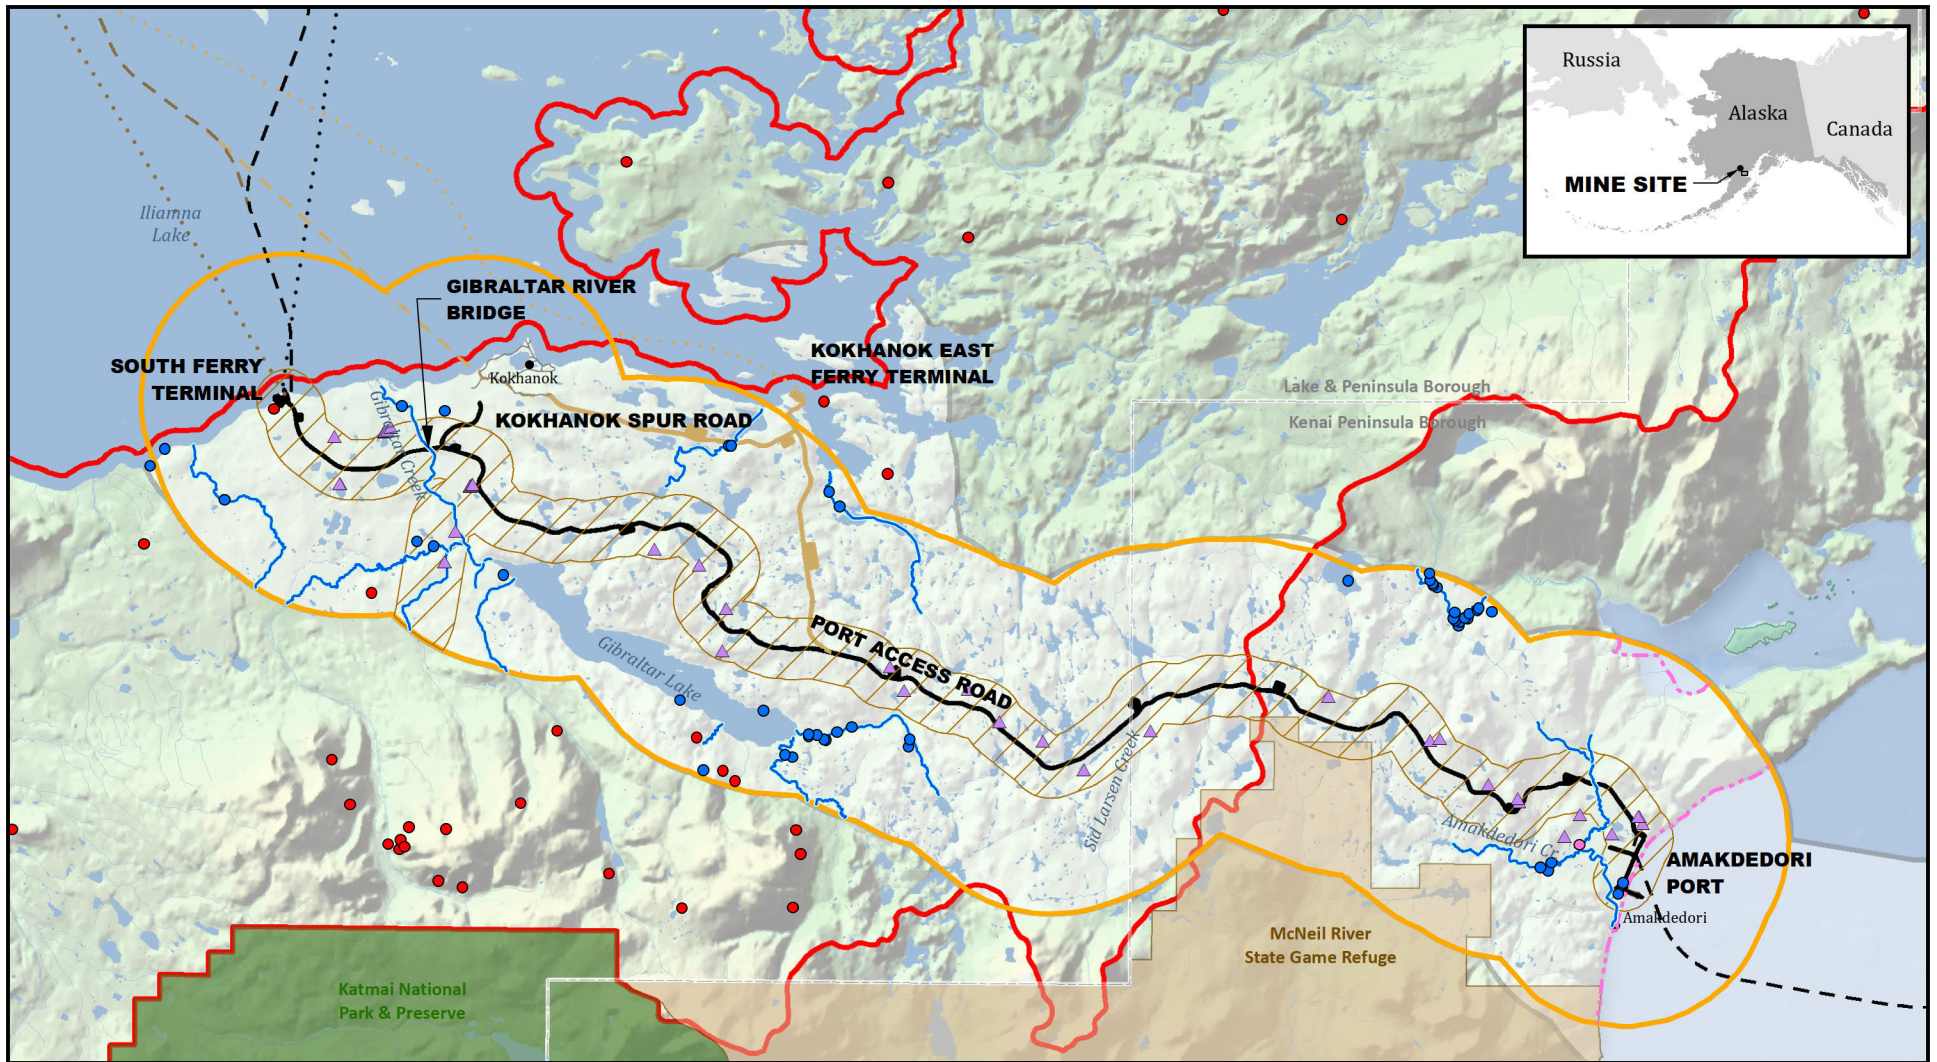 Russia
Alaska
Canada
MINE SITE
Iliamna
Lake
GIBRALTAR RIVER
BRIDGE
SOUTH FERRY
TERMINAL
Kokhanok
KOKHANOK EAST
FERRY TERMINAL
KOKHANOK SPUR ROAD
Gibraltar Creek
Lake & Peninsula Borough
Kenai Peninsula Borough
PORT ACCESS ROAD
Gibraltar Lake
Sid Larsen Creek
Amakdedori Cr
AMAKDEDORI
PORT
Amakdedori
McNeil River
State Game Refuge
Katmai National
Park & Preserve